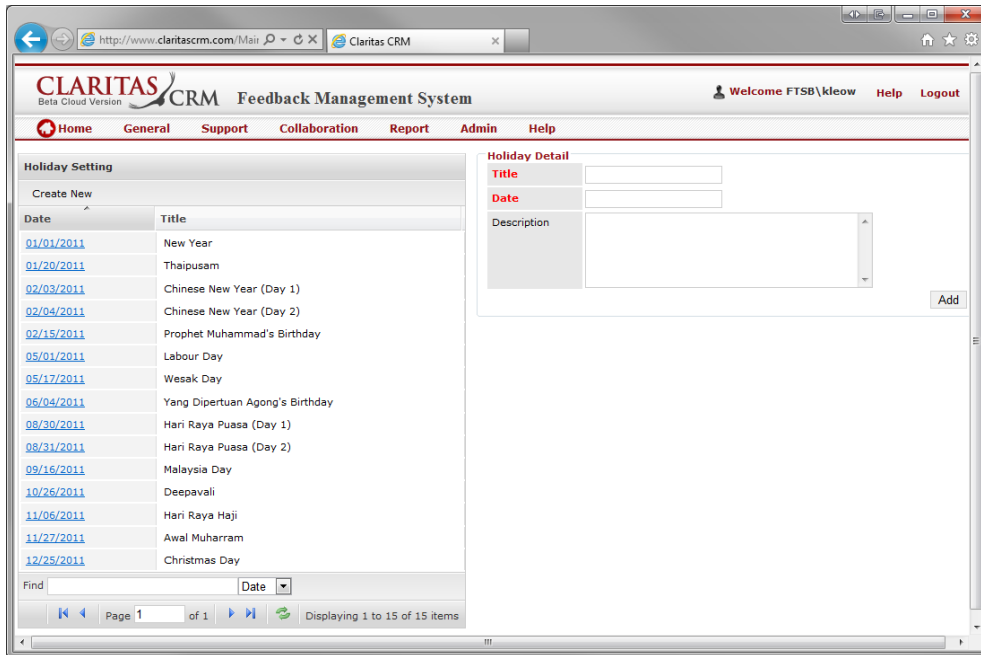 http://www.claritascrm.com/Mair
Claritas CRM
CLARITAS CRM
Beta Cloud Version
Feedback Management System
Welcome FTSB\kleow Help Logout
Home General Support Collaboration Report Admin Help
Holiday Setting
Create New
Date Title
01/01/2011 New Year
01/20/2011 Thaipusam
02/03/2011 Chinese New Year (Day 1)
02/04/2011 Chinese New Year (Day 2)
02/15/2011 Prophet Muhammad's Birthday
05/01/2011 Labour Day
05/17/2011 Wesak Day
06/04/2011 Yang Dipertuan Agong's Birthday
08/30/2011 Hari Raya Puasa (Day 1)
08/31/2011 Hari Raya Puasa (Day 2)
09/16/2011 Malaysia Day
10/26/2011 Deepavali
11/06/2011 Hari Raya Haji
11/27/2011 Awal Muharram
12/25/2011 Christmas Day
Find Date
Page 1 of 1 Displaying 1 to 15 of 15 items
Holiday Detail
Title
Date
Description
Add